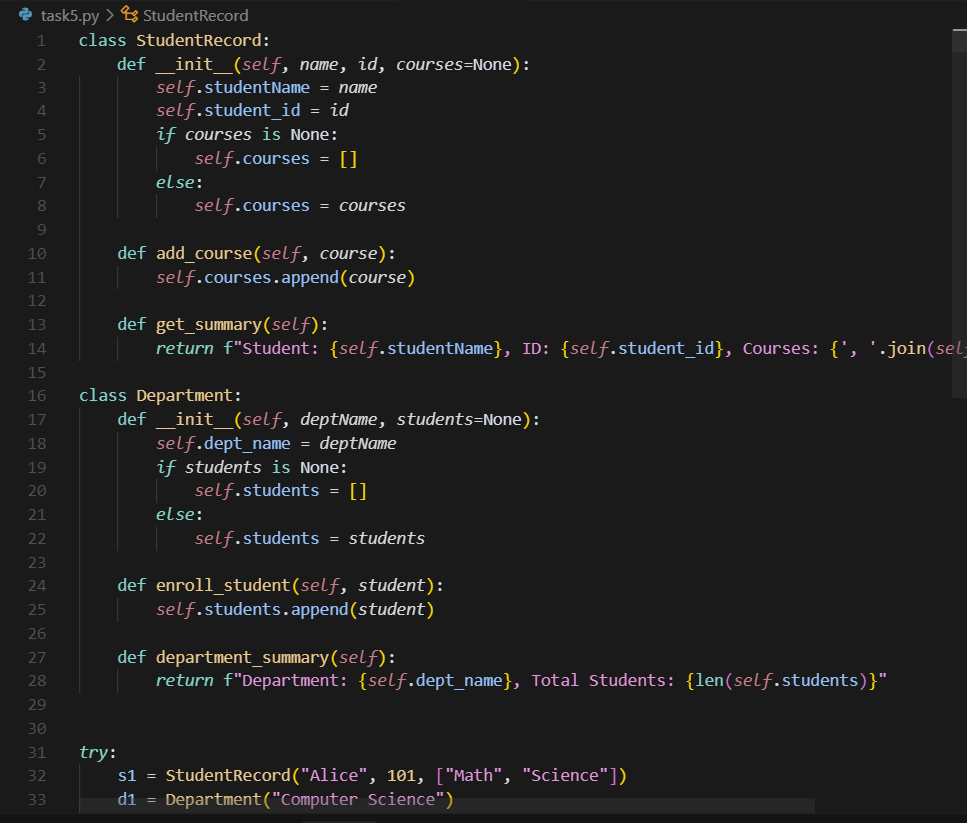 task5.py > StudentRecord
1 class StudentRecord:
2     def __init__(self, name, id, courses=None):
3         self.studentName = name
4         self.student_id = id
5         if courses is None:
6             self.courses = []
7         else:
8             self.courses = courses
9
10     def add_course(self, course):
11         self.courses.append(course)
12
13     def get_summary(self):
14         return f"Student: {self.studentName}, ID: {self.student_id}, Courses: {', '.join(
15
16 class Department:
17     def __init__(self, deptName, students=None):
18         self.dept_name = deptName
19         if students is None:
20             self.students = []
21         else:
22             self.students = students
23
24     def enroll_student(self, student):
25         self.students.append(student)
26
27     def department_summary(self):
28         return f"Department: {self.dept_name}, Total Students: {len(self.students)}"
29
30
31 try:
32     s1 = StudentRecord("Alice", 101, ["Math", "Science"])
33     d1 = Department("Computer Science")